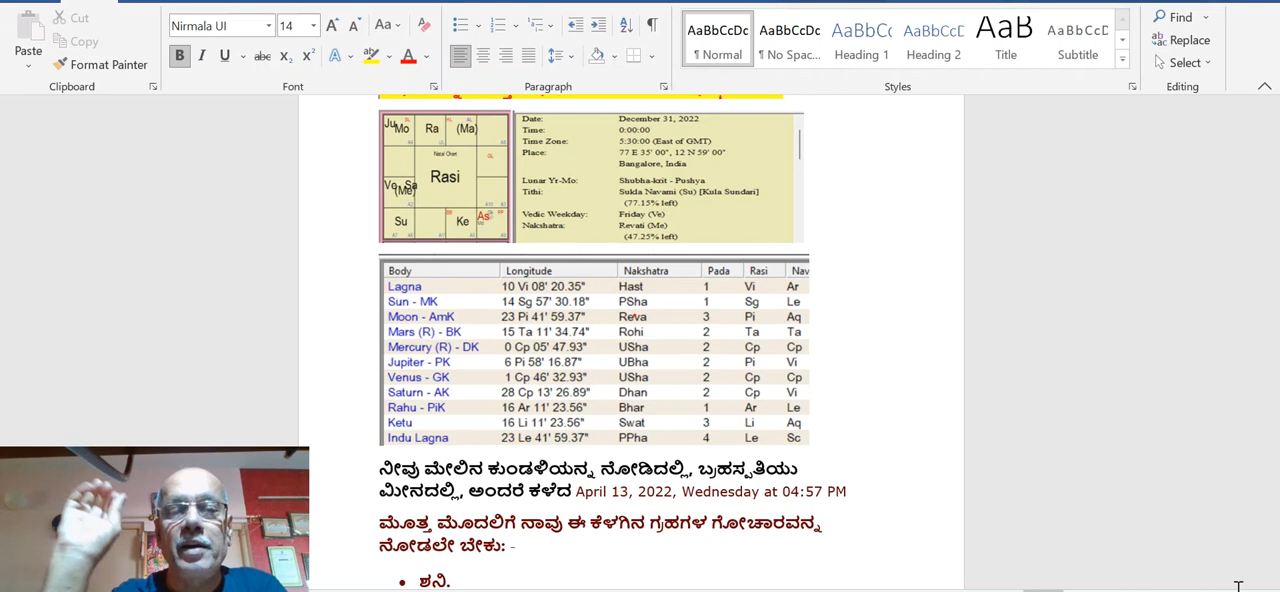 Cut
Copy
Paste
Format Painter
Clipboard
Nirmala UI 14 A A Aa A
B I U abc X₂ X² A A
Font
Paragraph
AaBbCcDc AaBbCcDc AaBbCc AaBbCcDc AaB AaBbCcD
¶ Normal ¶ No Spac... Heading 1 Heading 2 Title Subtitle
Styles
Find
Replace
Select
Editing
Ju Mo Ra (Ma)
Natal Chart
GL
Rasi
Ve Sa
(Me)
Su Ke As
Date: December 31, 2022
Time: 0:00:00
Time Zone: 5:30:00 (East of GMT)
Place: 77 E 35' 00", 12 N 59' 00"
Bangalore, India
Lunar Yr-Mo: Shubha-krit - Pushya
Tithi: Sukla Navami (Su) [Kula Sundari]
(77.15% left)
Vedic Weekday: Friday (Ve)
Nakshatra: Revati (Me)
(47.25% left)
Body Longitude Nakshatra Pada Rasi Nav
Lagna 10 Vi 08' 20.35" Hast 1 Vi Ar
Sun - MK 14 Sg 57' 30.18" PSha 1 Sg Le
Moon - AmK 23 Pi 41' 59.37" Reva 3 Pi Aq
Mars (R) - BK 15 Ta 11' 34.74" Rohi 2 Ta Ta
Mercury (R) - DK 0 Cp 05' 47.93" USha 2 Cp Cp
Jupiter - PK 6 Pi 58' 16.87" UBha 2 Pi Vi
Venus - GK 1 Cp 46' 32.93" USha 2 Cp Cp
Saturn - AK 28 Cp 13' 26.89" Dhan 2 Cp Vi
Rahu - PiK 16 Ar 11' 23.56" Bhar 1 Ar Le
Ketu 16 Li 11' 23.56" Swat 3 Li Aq
Indu Lagna 23 Le 41' 59.37" PPha 4 Le Sc
ನೀವು ಮೇಲಿನ ಕುಂಡಳಿಯನ್ನ ನೋಡಿದಲ್ಲಿ, ಬ್ರಹಸ್ಪತಿಯು
ಮೀನದಲ್ಲಿ, ಅಂದರೆ ಕಳೆದ April 13, 2022, Wednesday at 04:57 PM
ಮೊತ್ತ ಮೊದಲಿಗೆ ನಾವು ಈ ಕೆಳಗಿನ ಗ್ರಹಗಳ ಗೋಚಾರವನ್ನ
ನೋಡಲೇ ಬೇಕು: -
• ಶನಿ.